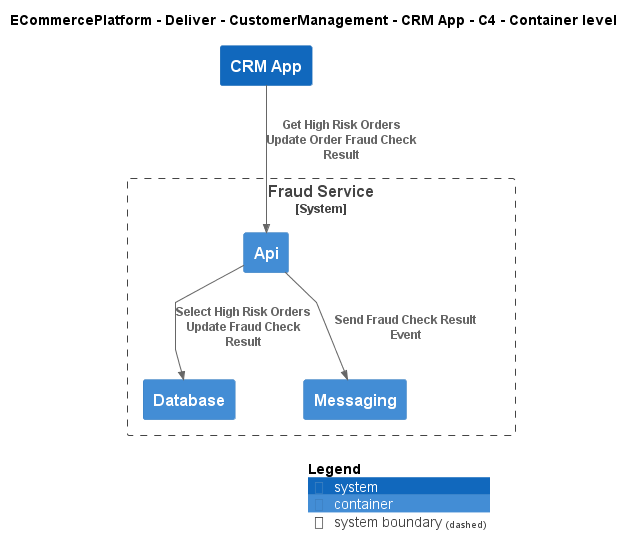 ECommercePlatform - Deliver - CustomerManagement - CRM App - C4 - Container level
CRM App
Get High Risk Orders
Update Order Fraud Check
Result
Fraud Service
[System]
Api
Select High Risk Orders
Update Fraud Check
Result
Send Fraud Check Result
Event
Database
Messaging
Legend
system
container
system boundary (dashed)